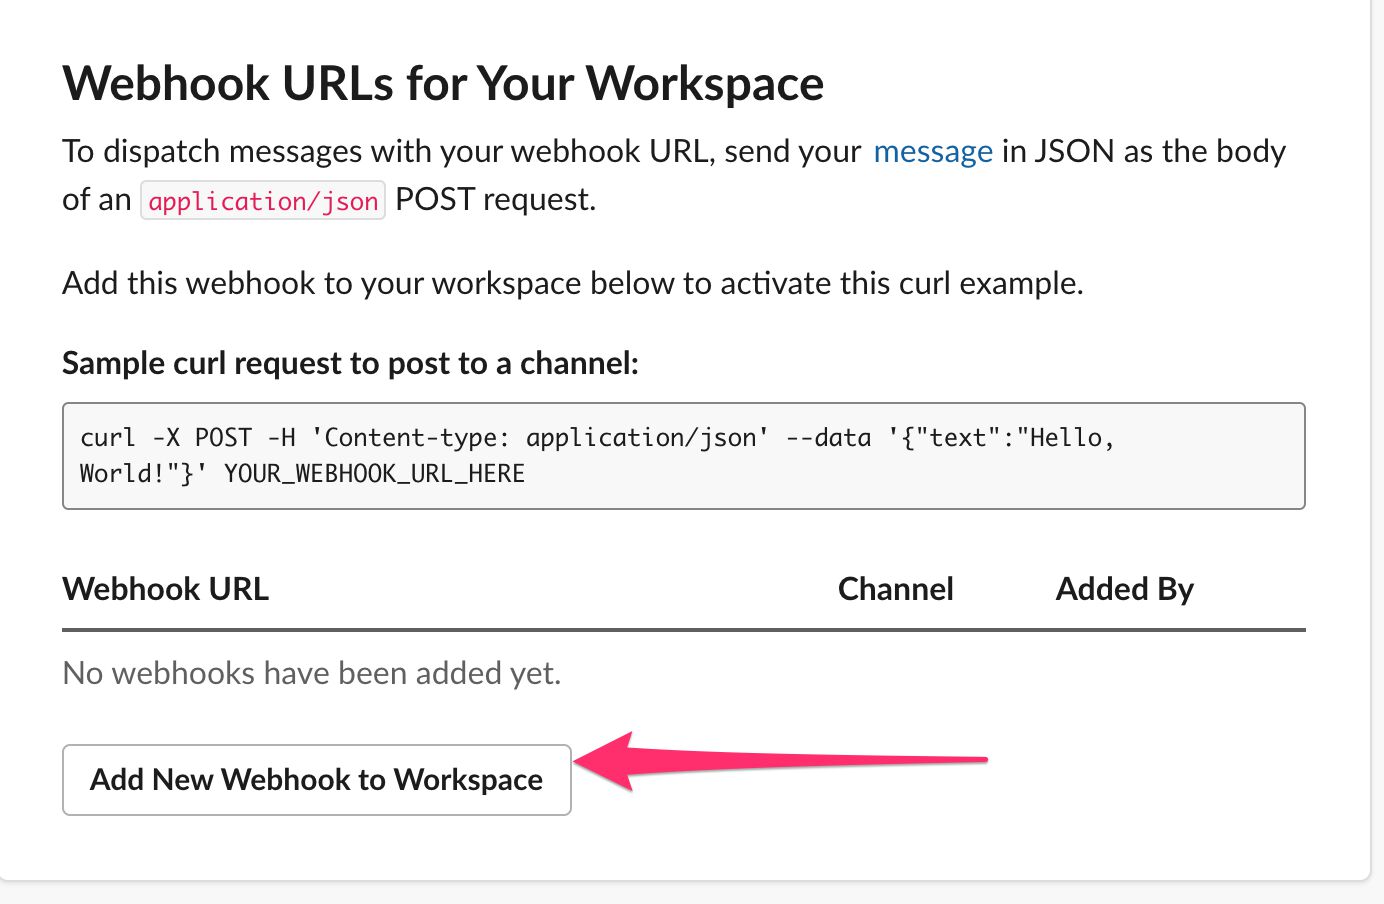 Webhook URLs for Your Workspace
To dispatch messages with your webhook URL, send your message in JSON as the body
of an application/json POST request.
Add this webhook to your workspace below to activate this curl example.
Sample curl request to post to a channel:
curl -X POST -H 'Content-type: application/json' --data '{"text":"Hello,
World!"}' YOUR_WEBHOOK_URL_HERE
Webhook URL Channel Added By
No webhooks have been added yet.
Add New Webhook to Workspace